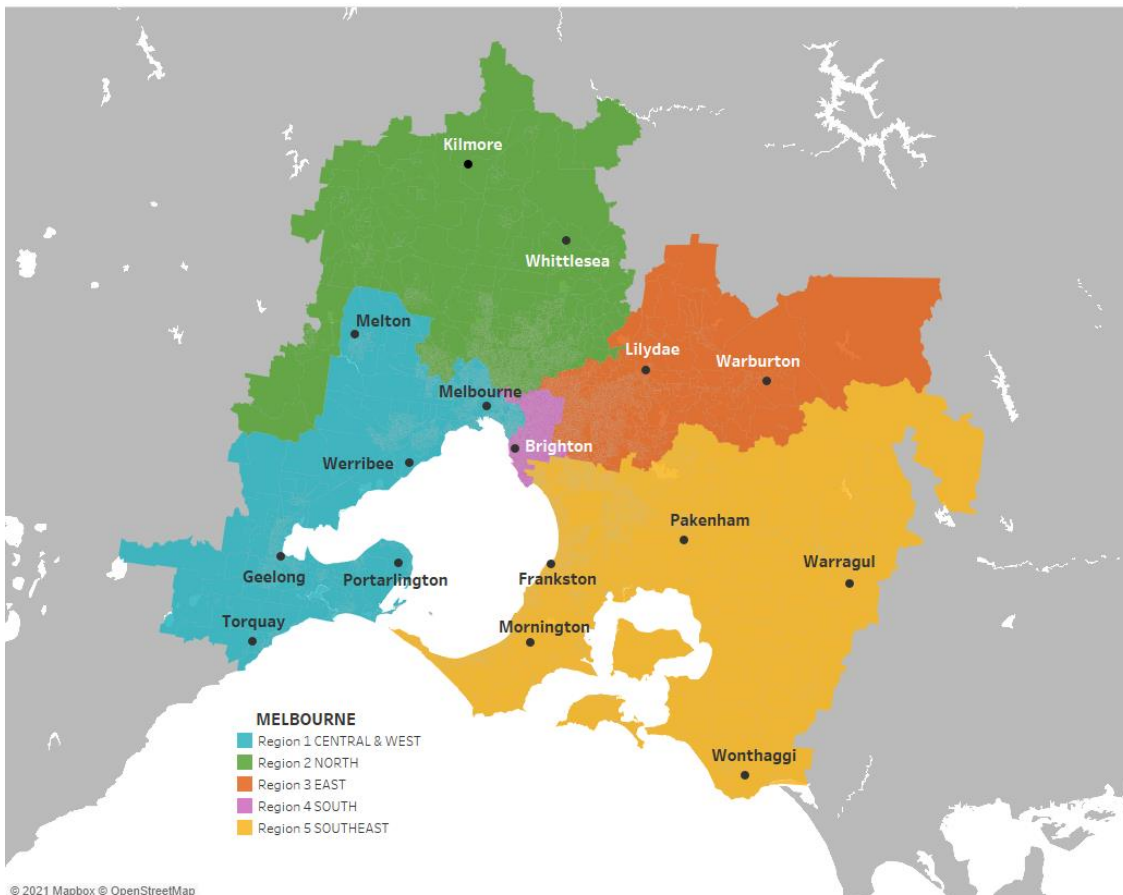 Kilmore
Whittlesea
Melton
Lilydae
Warburton
Melbourne
Brighton
Werribee
Pakenham
Geelong
Portarlington
Frankston
Warragul
Torquay
Mornington
MELBOURNE
Region 1 CENTRAL & WEST
Region 2 NORTH
Region 3 EAST
Region 4 SOUTH
Region 5 SOUTHEAST
Wonthaggi
© 2021 Mapbox © OpenStreetMap